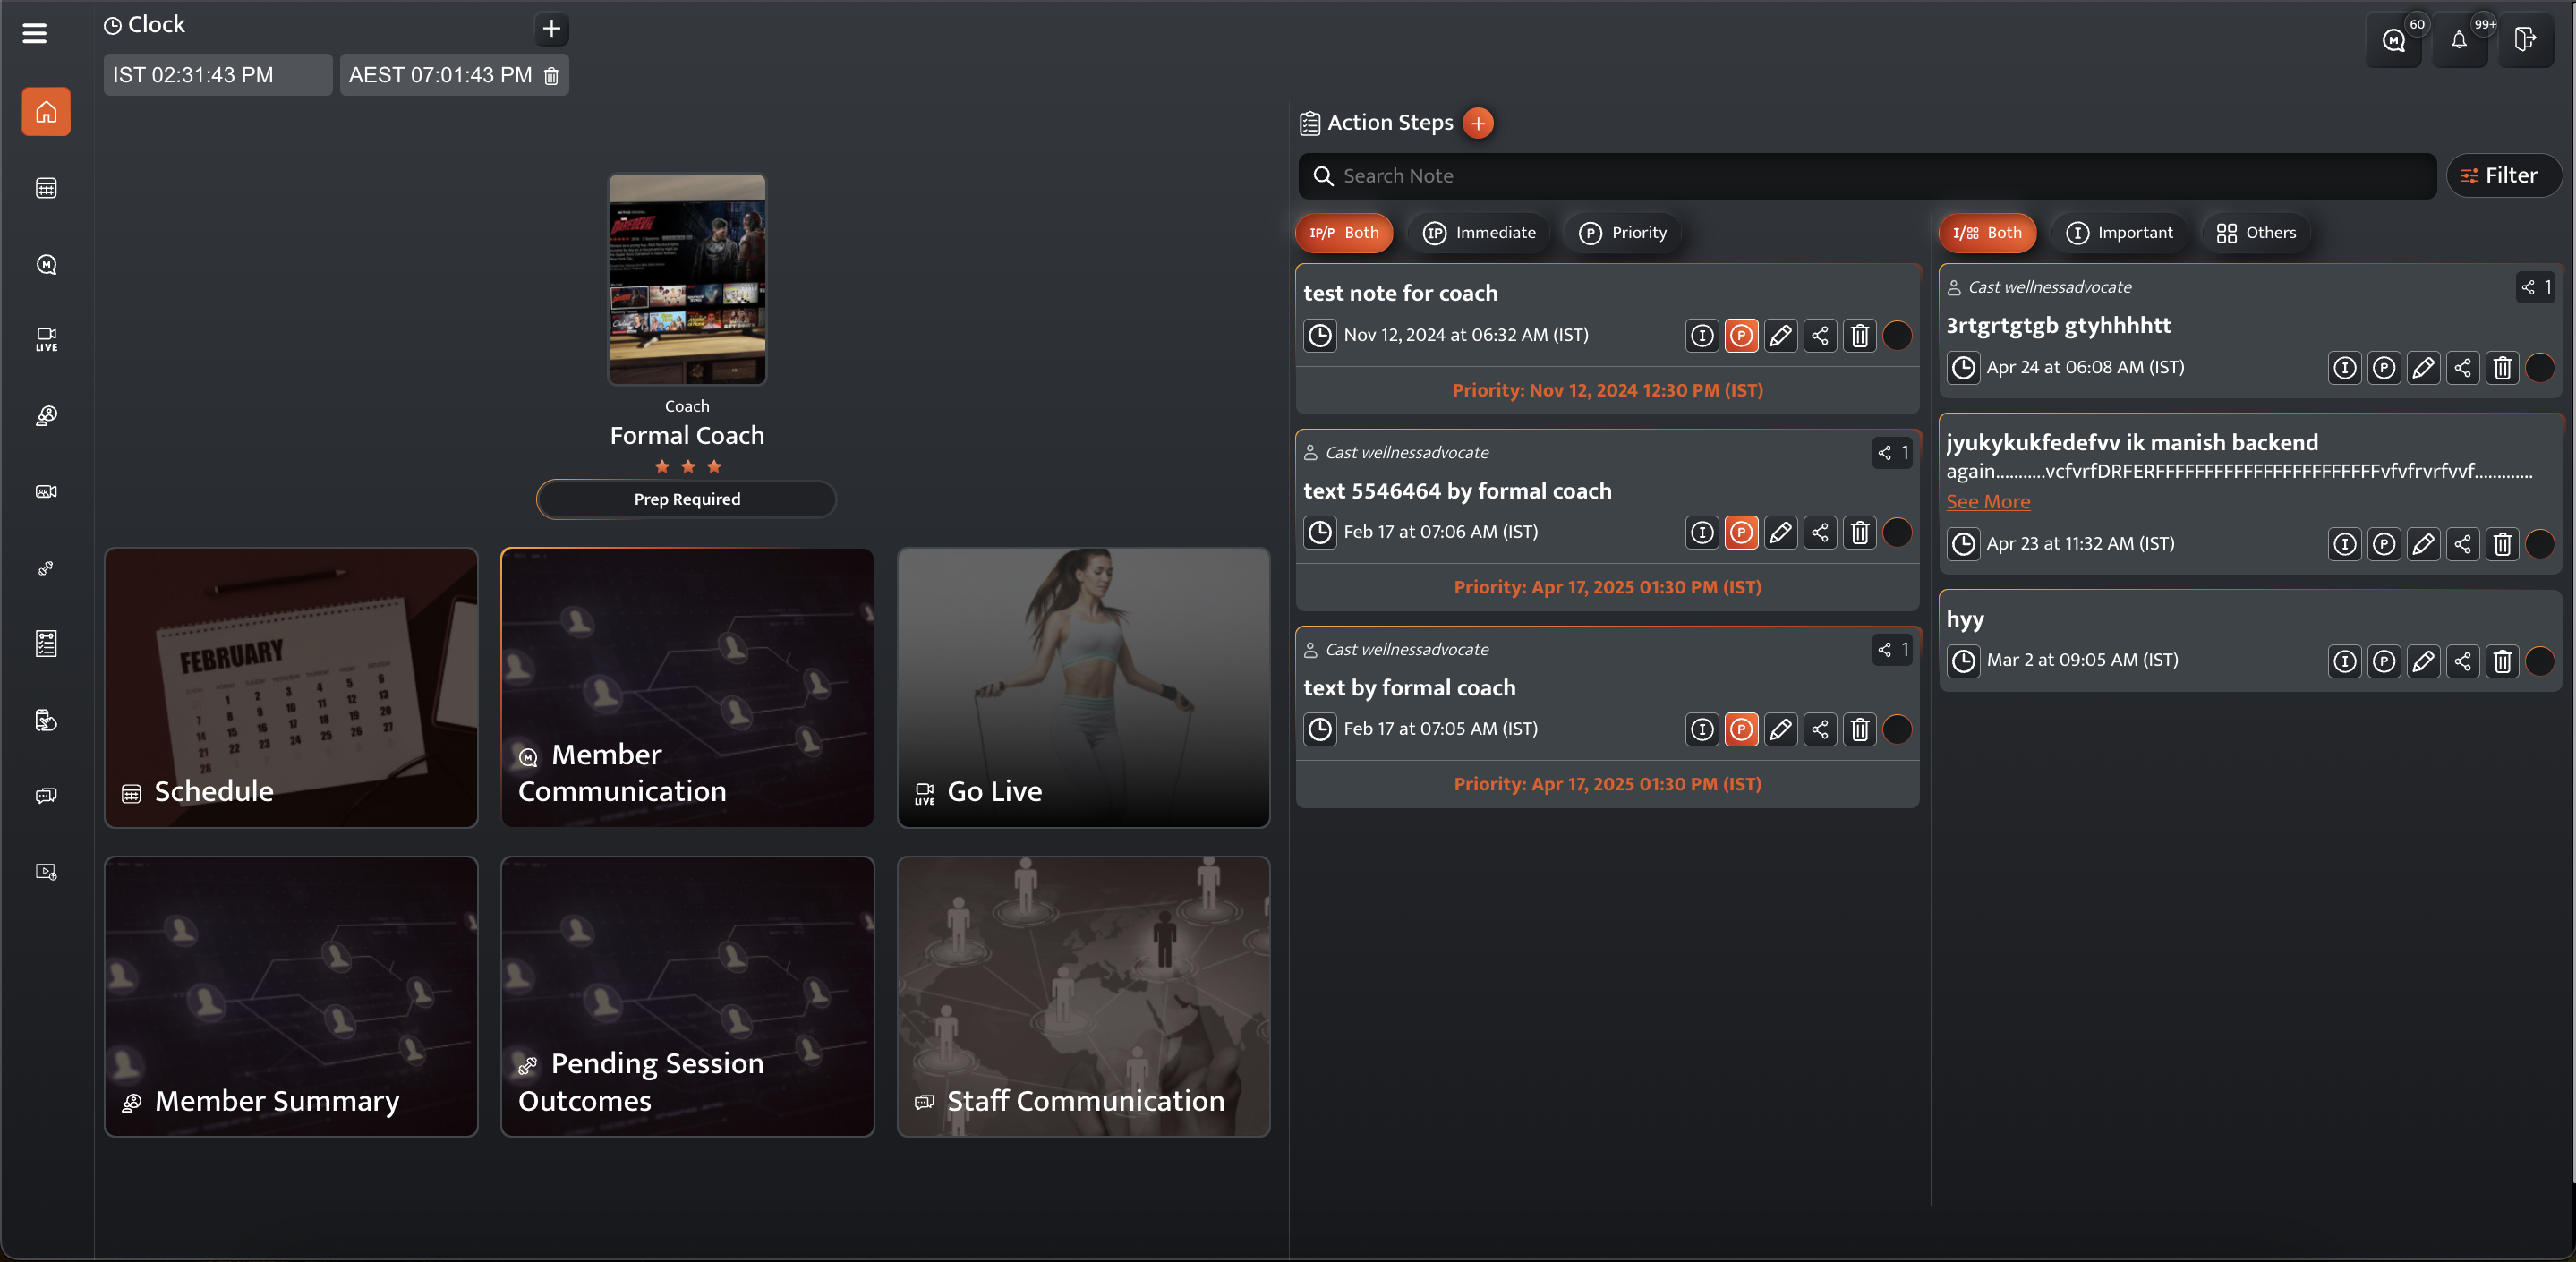 Clock
IST 02:31:43 PM
AEST 07:01:43 PM
60
99+
LIVE
Coach
Formal Coach
Prep Required
FEBRUARY
Schedule
Member
Communication
LIVE
Go Live
Member Summary
Pending Session
Outcomes
Staff Communication
Action Steps
Search Note
Filter
IP/P Both
IP Immediate
P Priority
test note for coach
Nov 12, 2024 at 06:32 AM (IST)
I P
Priority: Nov 12, 2024 12:30 PM (IST)
Cast wellnessadvocate
1
text 5546464 by formal coach
Feb 17 at 07:06 AM (IST)
I P
Priority: Apr 17, 2025 01:30 PM (IST)
Cast wellnessadvocate
1
text by formal coach
Feb 17 at 07:05 AM (IST)
I P
Priority: Apr 17, 2025 01:30 PM (IST)
I/ Both
I Important
Others
Cast wellnessadvocate
1
3rtgrtgtgb gtyhhhhtt
Apr 24 at 06:08 AM (IST)
I P
jyukykukfedefvv ik manish backend
See More
Apr 23 at 11:32 AM (IST)
I P
hyy
Mar 2 at 09:05 AM (IST)
I P